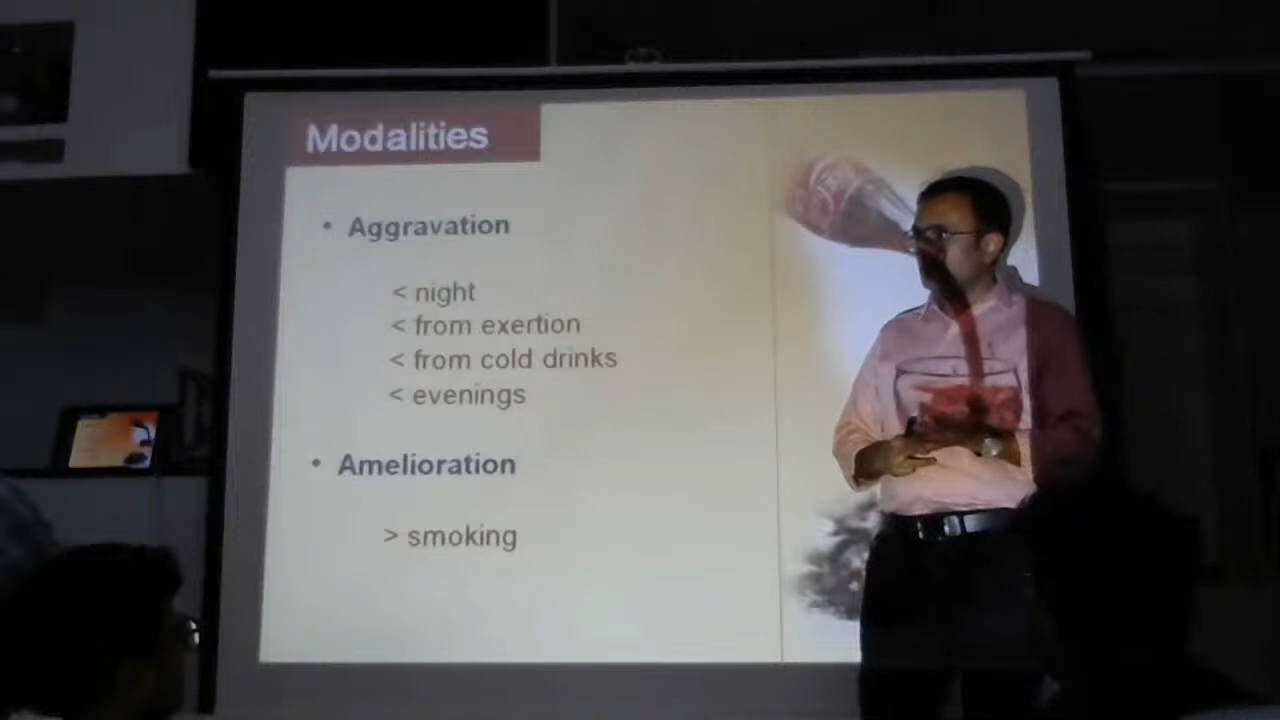 Modalities
• Aggravation
< night
< from exertion
< from cold drinks
< evenings
• Amelioration
> smoking